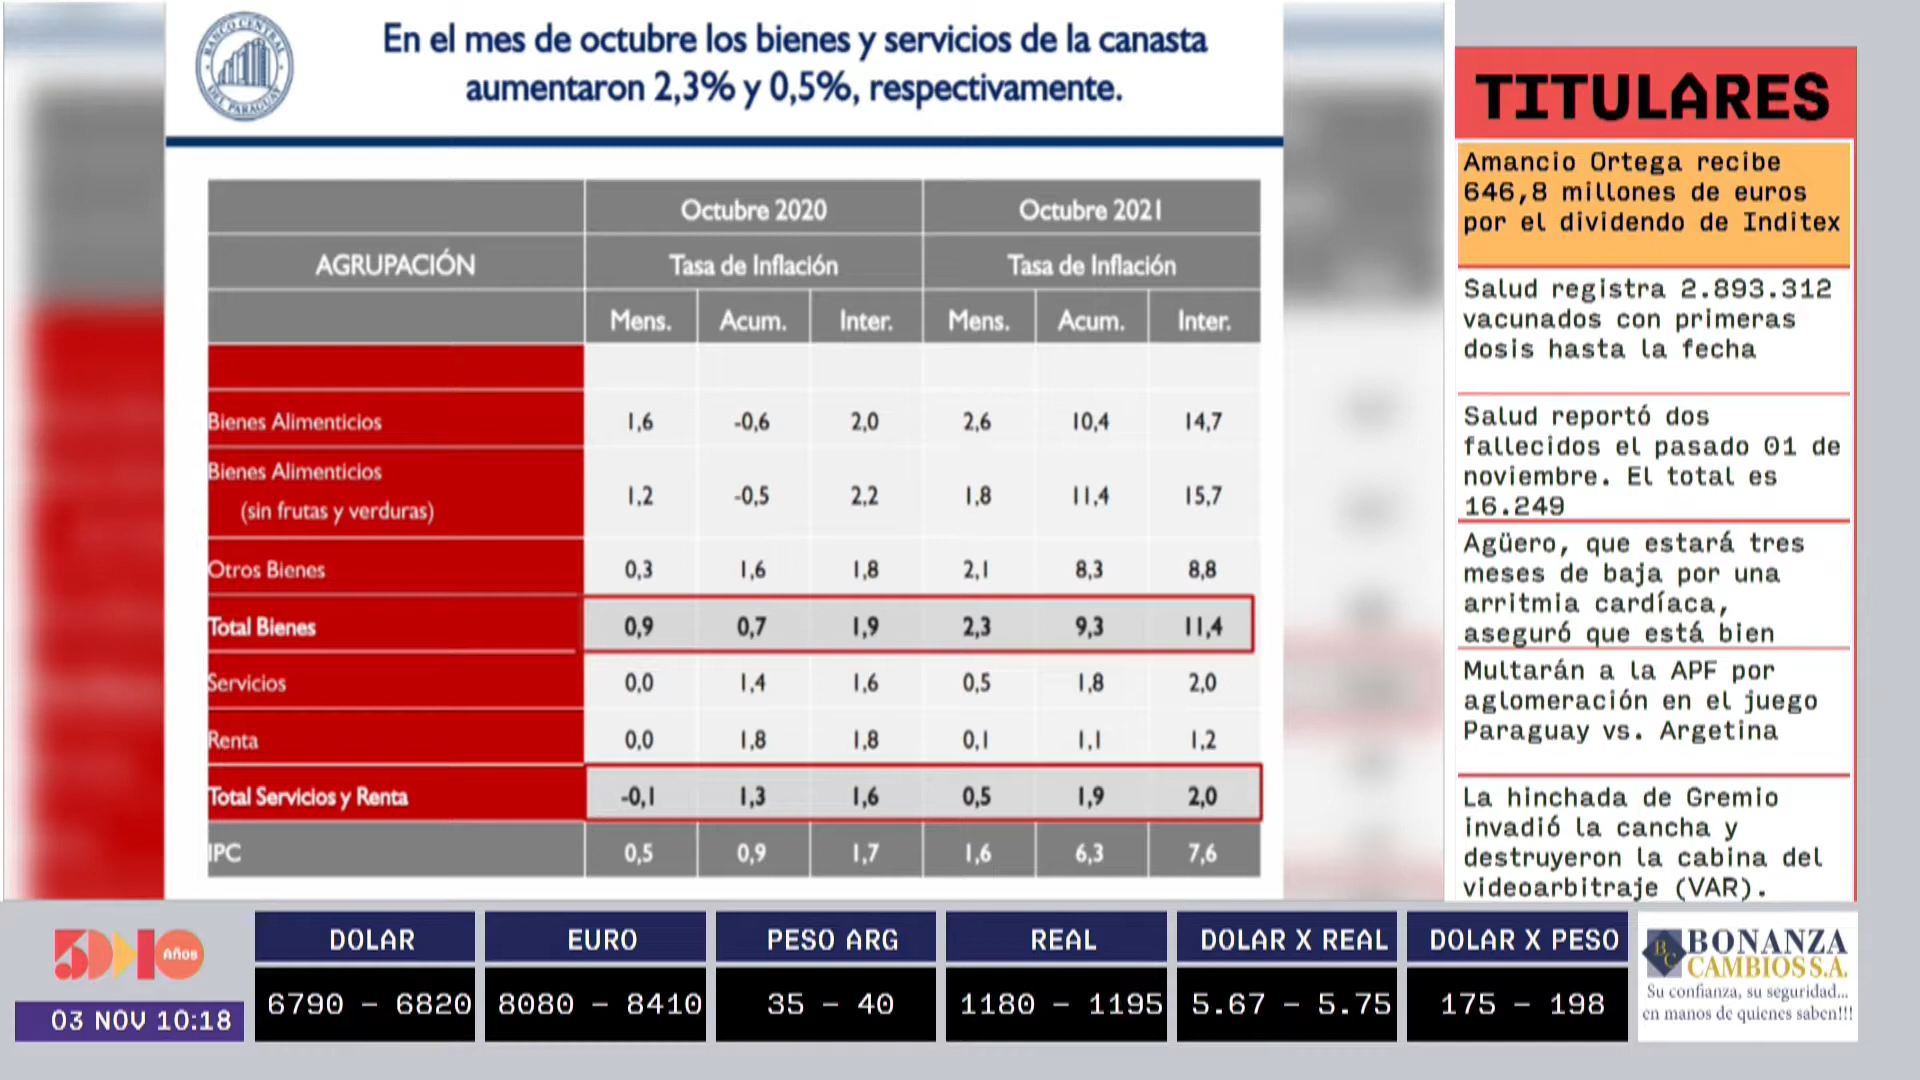 BANCO CENTRAL DEL PARAGUAY
En el mes de octubre los bienes y servicios de la canasta
aumentaron 2,3% y 0,5%, respectivamente.
Octubre 2020 Octubre 2021
AGRUPACIÓN Tasa de Inflación Tasa de Inflación
Mens. Acum. Inter. Mens. Acum. Inter.
Bienes Alimenticios 1,6 -0,6 2,0 2,6 10,4 14,7
Bienes Alimenticios
(sin frutas y verduras) 1,2 -0,5 2,2 1,8 11,4 15,7
Otros Bienes 0,3 1,6 1,8 2,1 8,3 8,8
Total Bienes 0,9 0,7 1,9 2,3 9,3 11,4
Servicios 0,0 1,4 1,6 0,5 1,8 2,0
Renta 0,0 1,8 1,8 0,1 1,1 1,2
Total Servicios y Renta -0,1 1,3 1,6 0,5 1,9 2,0
IPC 0,5 0,9 1,7 1,6 6,3 7,6
TITULARES
Amancio Ortega recibe
646,8 millones de euros
por el dividendo de Inditex
Salud registra 2.893.312
vacunados con primeras
dosis hasta la fecha
Salud reportó dos
fallecidos el pasado 01 de
noviembre. El total es
16.249
Agüero, que estará tres
meses de baja por una
arritmia cardíaca,
aseguró que está bien
Multarán a la APF por
aglomeración en el juego
Paraguay vs. Argetina
La hinchada de Gremio
invadió la cancha y
destruyeron la cabina del
videoarbitraje (VAR).
Años
03 NOV 10:18
DOLAR EURO PESO ARG REAL DOLAR X REAL DOLAR X PESO
6790 - 6820 8080 - 8410 35 - 40 1180 - 1195 5.67 - 5.75 175 - 198
BC BONANZA
CAMBIOS S.A.
Su confianza, su seguridad...
en manos de quienes saben!!!